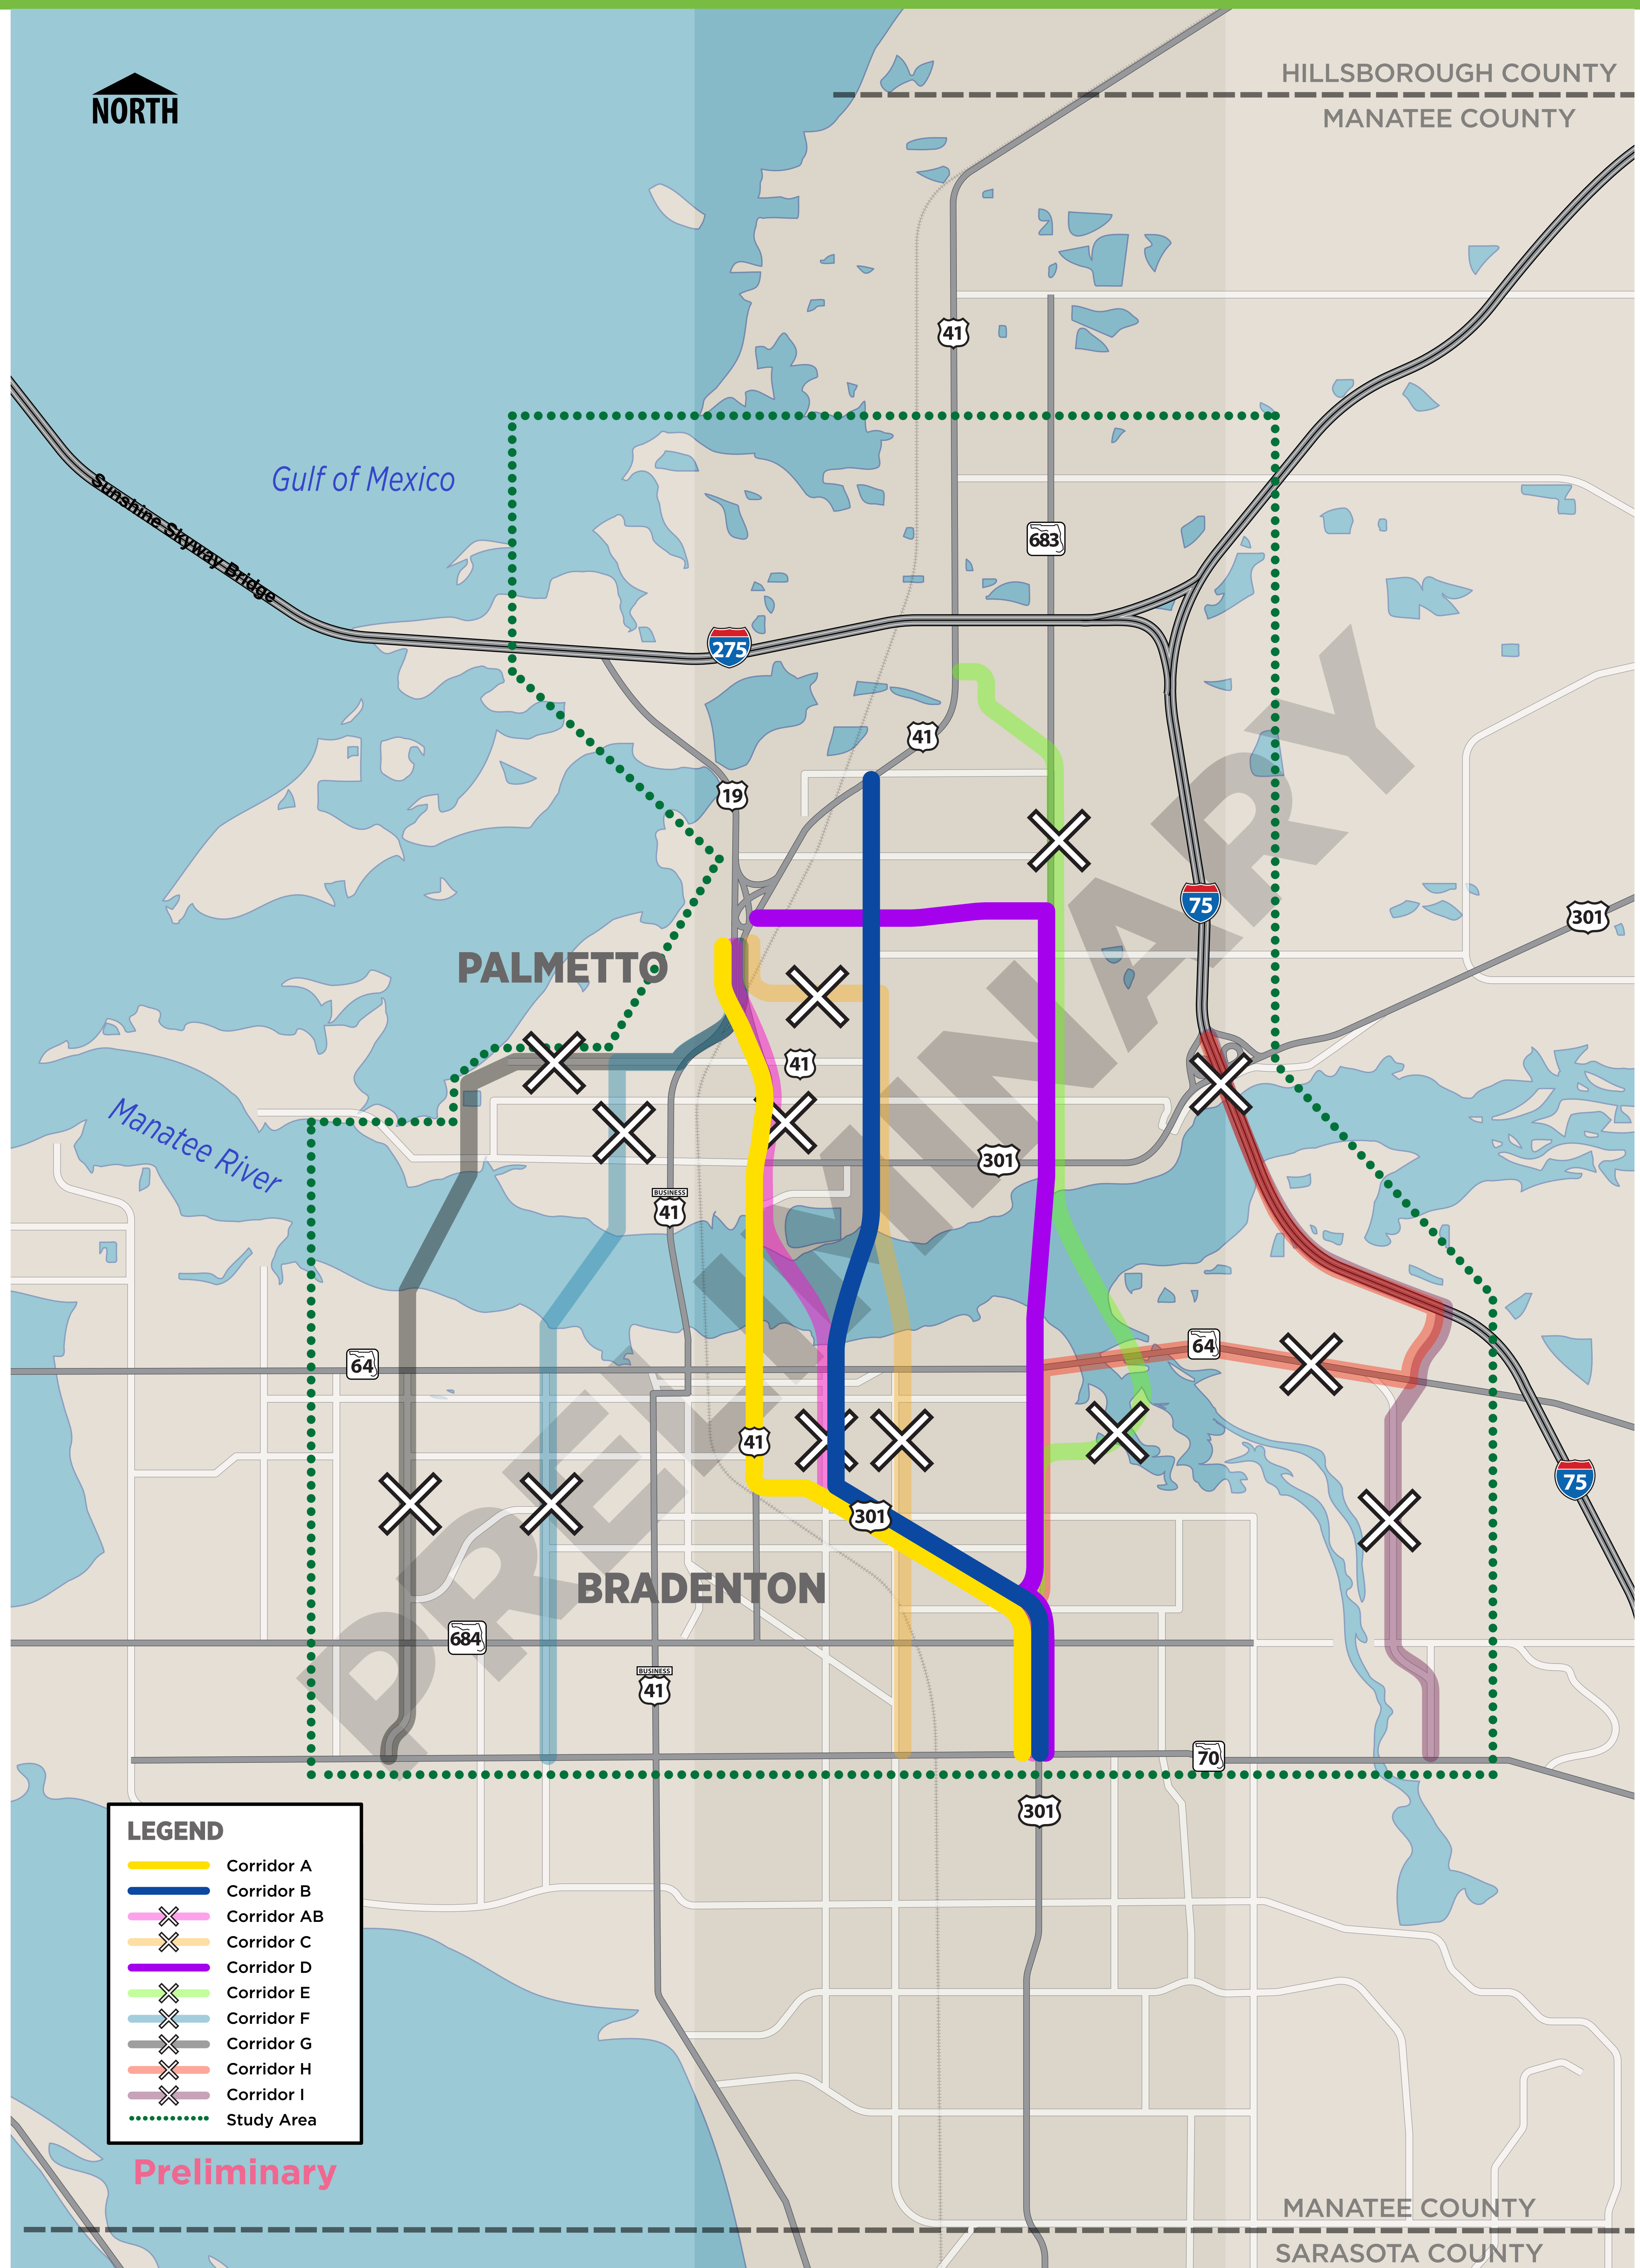 HILLSBOROUGH COUNTY
MANATEE COUNTY
NORTH
41
Gulf of Mexico
Sunshine Skyway Bridge
683
275
41
19
75
301
PALMETTO
41
Manatee River
301
BUSINESS
41
64
64
41
75
301
BRADENTON
684
BUSINESS
41
70
301
PRELIMINARY
LEGEND
Corridor A
Corridor B
Corridor AB
Corridor C
Corridor D
Corridor E
Corridor F
Corridor G
Corridor H
Corridor I
Study Area
Preliminary
MANATEE COUNTY
SARASOTA COUNTY